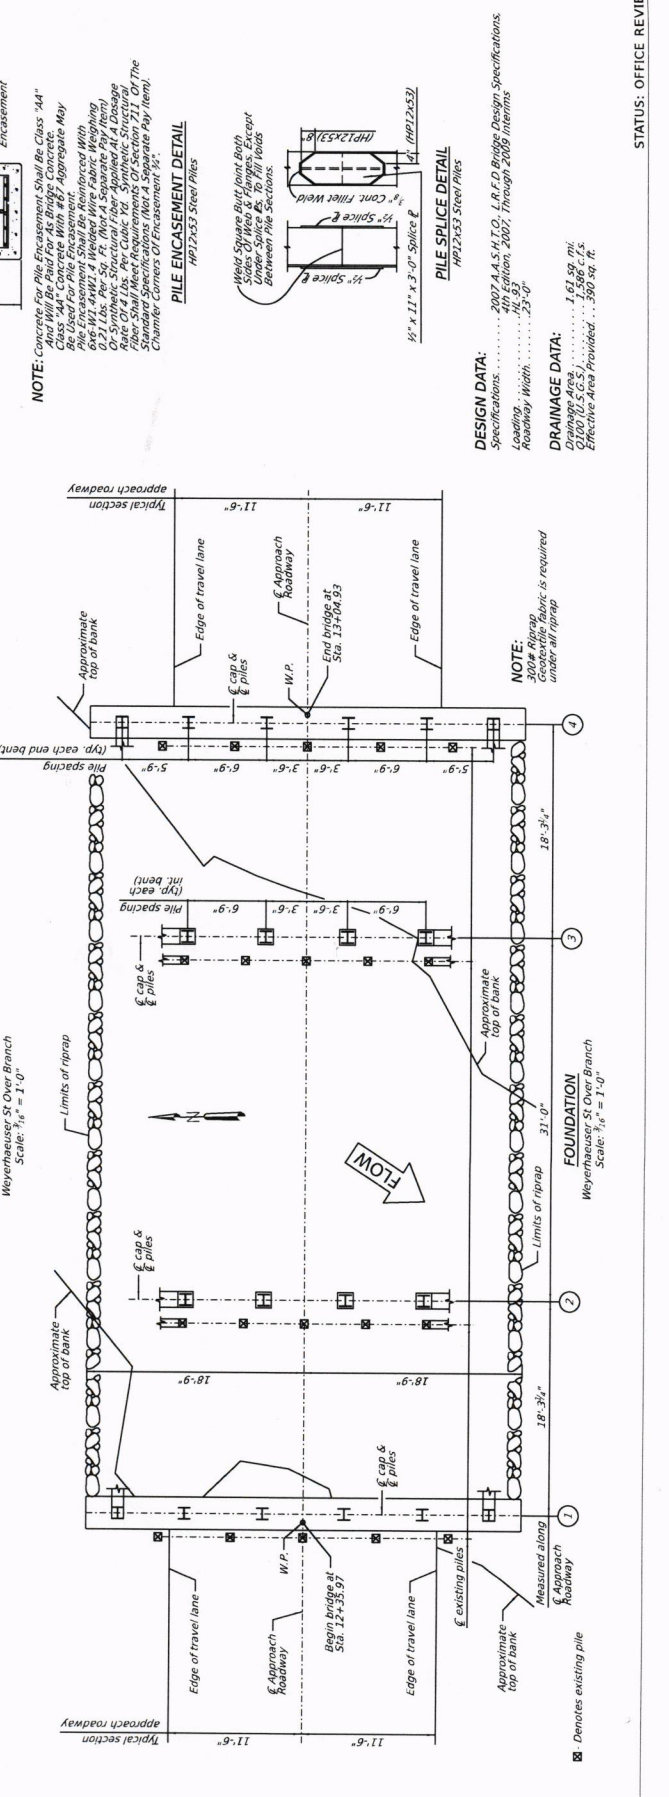 Encasement
NOTE: Concrete For Pile Encasement Shall Be Class "AA"
And Will Be Paid For As Bridge Concrete.
Class "AA" Concrete With #67 Aggregate May
Be Used For Pile Encasement.
Pile Encasement Shall Be Reinforced With
6x6-W1.4xW1.4 Welded Wire Fabric Weighing
0.21 Lbs. Per Sq. Ft. (Not A Separate Pay Item)
Or Synthetic Structural Fiber Applied At A Dosage
Rate Of 4 Lbs. Per Cubic Yd. Synthetic Structural
Fiber Shall Meet Requirements Of Section 711 Of The
Standard Specifications (Not A Separate Pay Item).
Chamfer Corners Of Encasement ¾".
PILE ENCASEMENT DETAIL
HP12x53 Steel Piles
Weld Square Butt Joint Both
Sides Of Web & Flanges, Except
Under Splice ℄s, To Fill Voids
Between Pile Sections.
½" Splice ℄
½" Splice ℄
⅜" Cont. Fillet Weld
8" (HP12x53)
4" (HP12x53)
½" x 11" x 3'-0" Splice ℄
PILE SPLICE DETAIL
HP12x53 Steel Piles
DESIGN DATA:
Specifications. . . . . . . . . 2007 A.A.S.H.T.O., L.R.F.D Bridge Design Specifications,
4th Edition, 2007, Through 2009 Interims
Loading. . . . . . . . . . . . . HL-93
Roadway Width. . . . . . . . 23'-0"
DRAINAGE DATA:
Drainage Area. . . . . . . . . . 1.61 sq. mi.
Q100 (U.S.G.S.) . . . . . . . . 1,586 c.f.s.
Effective Area Provided. . . 390 sq. ft.
STATUS: OFFICE REVIE
Weyerhaeuser St Over Branch
Scale: 3/16" = 1'-0"
Typical section
approach roadway
11'-6"
11'-6"
Edge of travel lane
℄ Approach
Roadway
Edge of travel lane
End bridge at
Sta. 13+04.93
W.P.
℄ cap &
℄ piles
Approximate
top of bank
Pile spacing
(typ. each end bent)
5'-9"
6'-9"
3'-6"
3'-6"
6'-9"
5'-9"
4
NOTE:
300# Riprap
Geotextile fabric is required
under all riprap
18'-3¼"
Pile spacing
(typ. each
int. bent)
6'-9"
3'-6"
3'-6"
6'-9"
℄ cap &
℄ piles
3
Approximate
top of bank
Limits of riprap
N
FLOW
31'-0"
FOUNDATION
Weyerhaeuser St Over Branch
Scale: 3/16" = 1'-0"
Limits of riprap
℄ cap &
℄ piles
2
Approximate
top of bank
18'-9"
18'-9"
18'-3¼"
℄ cap &
℄ piles
1
Measured along
℄ Approach
Roadway
W.P.
Begin bridge at
Sta. 12+35.97
℄ existing piles
Edge of travel lane
℄ Approach
Roadway
Edge of travel lane
Approximate
top of bank
Typical section
approach roadway
11'-6"
11'-6"
- Denotes existing pile